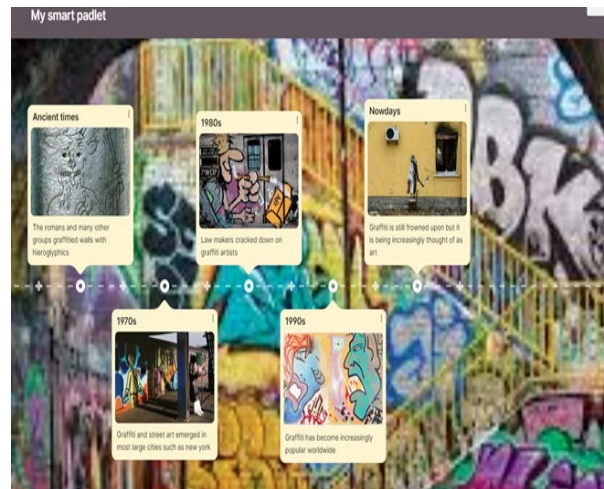 My smart padlet
Ancient times
The romans and many other
groups graffitied walls with
hieroglyphics
1970s
Graffiti and street art emerged in
most large cities such as new york
1980s
Law makers cracked down on
graffiti artists
1990s
Graffiti has become increasingly
popular worldwide
Nowdays
Graffiti is still frowned upon but it
is being increasingly thought of as
art